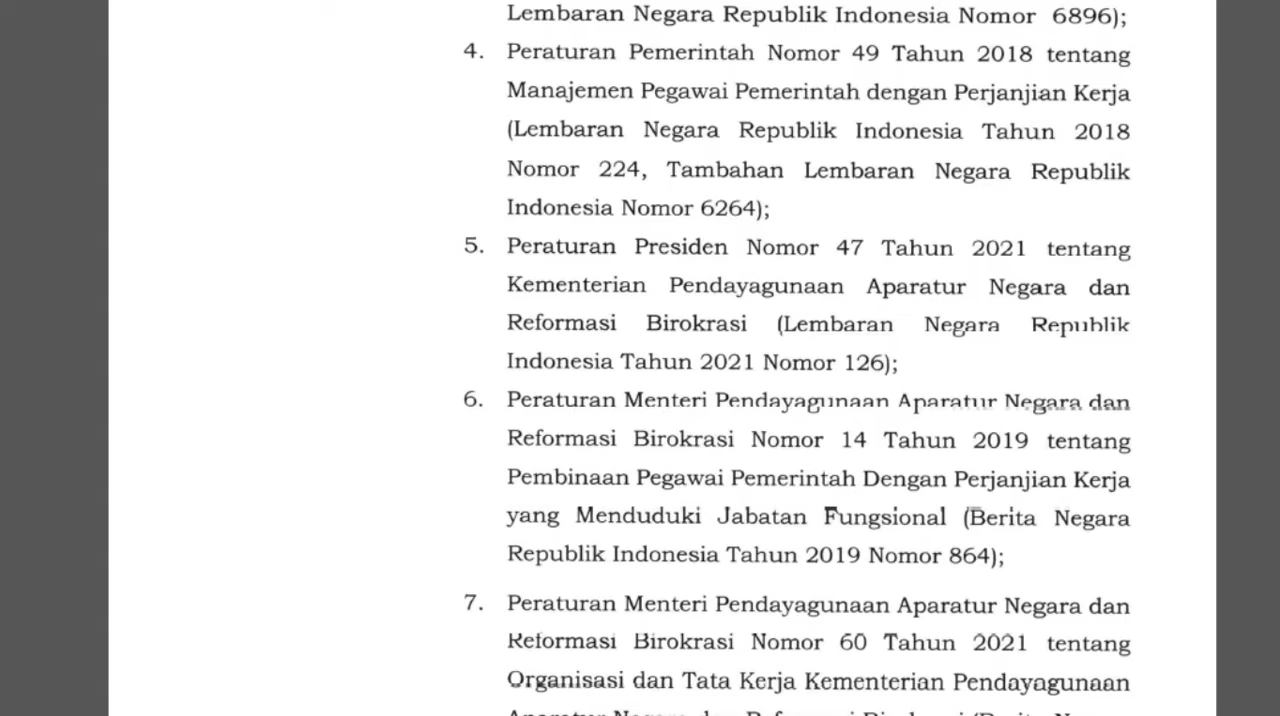 Lembaran Negara Republik Indonesia Nomor 6896);
4. Peraturan Pemerintah Nomor 49 Tahun 2018 tentang
Manajemen Pegawai Pemerintah dengan Perjanjian Kerja
(Lembaran Negara Republik Indonesia Tahun 2018
Nomor 224, Tambahan Lembaran Negara Republik
Indonesia Nomor 6264);
5. Peraturan Presiden Nomor 47 Tahun 2021 tentang
Kementerian Pendayagunaan Aparatur Negara dan
Reformasi Birokrasi (Lembaran Negara Republik
Indonesia Tahun 2021 Nomor 126);
6. Peraturan Menteri Pendayagunaan Aparatur Negara dan
Reformasi Birokrasi Nomor 14 Tahun 2019 tentang
Pembinaan Pegawai Pemerintah Dengan Perjanjian Kerja
yang Menduduki Jabatan Fungsional (Berita Negara
Republik Indonesia Tahun 2019 Nomor 864);
7. Peraturan Menteri Pendayagunaan Aparatur Negara dan
Reformasi Birokrasi Nomor 60 Tahun 2021 tentang
Organisasi dan Tata Kerja Kementerian Pendayagunaan